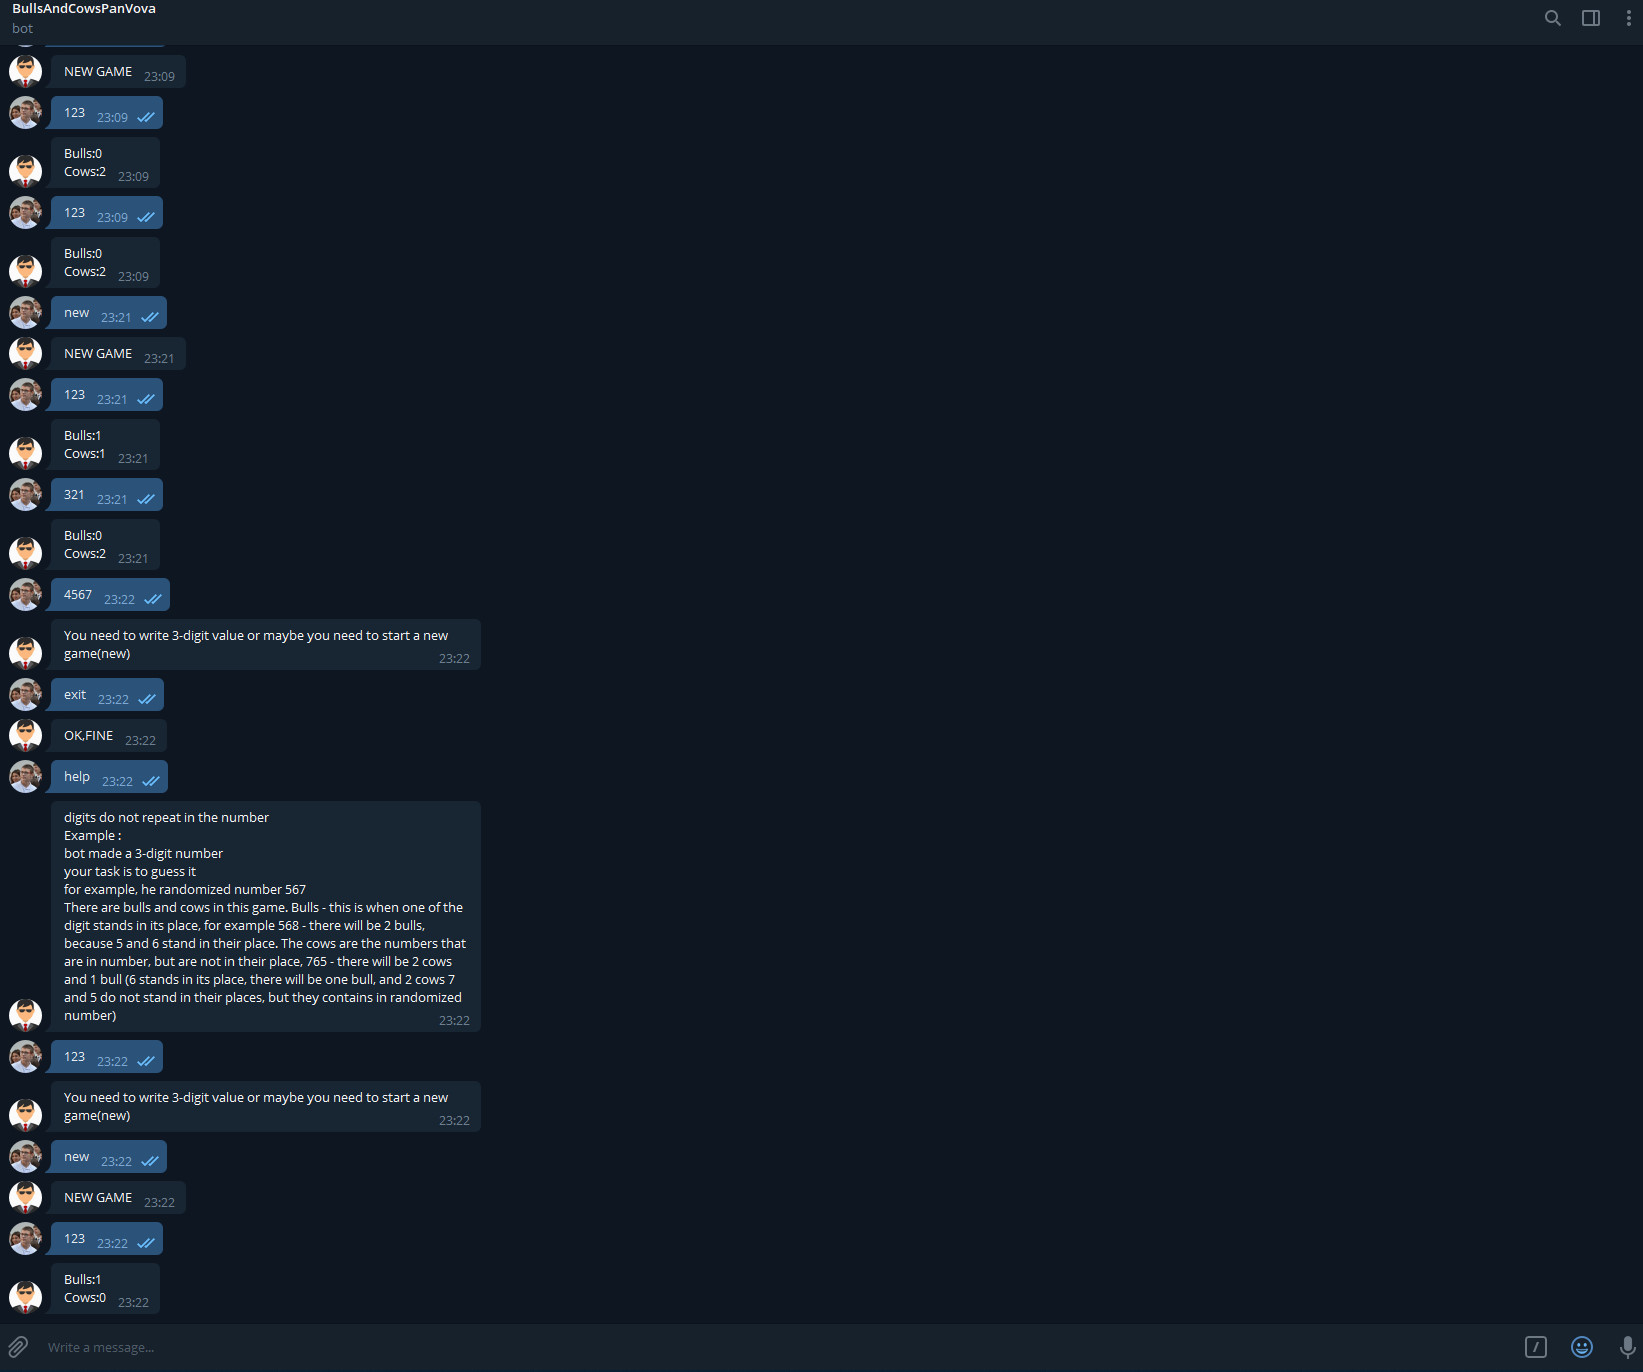 BullsAndCowsPanVova
bot
NEW GAME 23:09
123 23:09
Bulls:0
Cows:2 23:09
123 23:09
Bulls:0
Cows:2 23:09
new 23:21
NEW GAME 23:21
123 23:21
Bulls:1
Cows:1 23:21
321 23:21
Bulls:0
Cows:2 23:21
4567 23:22
You need to write 3-digit value or maybe you need to start a new
game(new) 23:22
exit 23:22
OK,FINE 23:22
help 23:22
digits do not repeat in the number
Example :
bot made a 3-digit number
your task is to guess it
for example, he randomized number 567
There are bulls and cows in this game. Bulls - this is when one of the
digit stands in its place, for example 568 - there will be 2 bulls,
because 5 and 6 stand in their place. The cows are the numbers that
are in number, but are not in their place, 765 - there will be 2 cows
and 1 bull (6 stands in its place, there will be one bull, and 2 cows 7
and 5 do not stand in their places, but they contains in randomized
number) 23:22
123 23:22
You need to write 3-digit value or maybe you need to start a new
game(new) 23:22
new 23:22
NEW GAME 23:22
123 23:22
Bulls:1
Cows:0 23:22
Write a message...